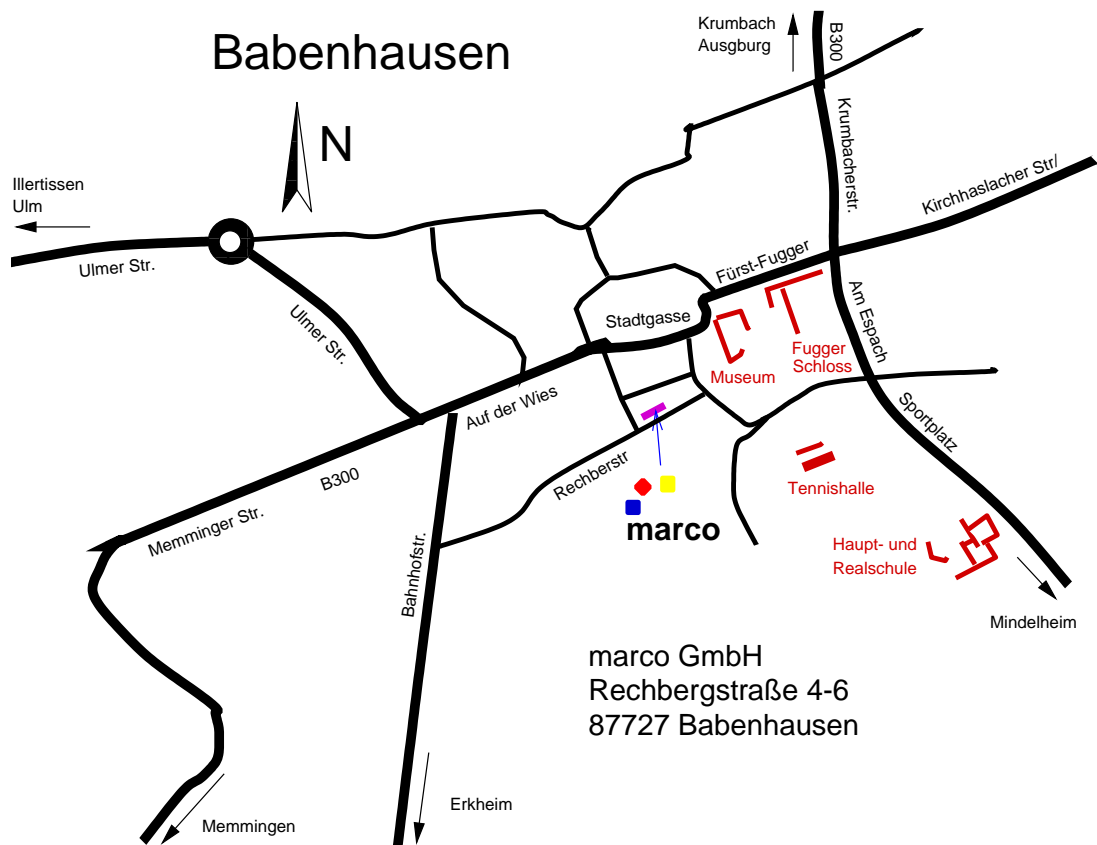 Babenhausen
Krumbach
Ausgburg
B300
N
Krumbacherstr.
Kirchhaslacher Str/
Illertissen
Ulm
Ulmer Str.
Fürst-Fugger
Ulmer Str.
Stadtgasse
Am Espach
Museum
Fugger
Schloss
Auf der Wies
Sportplatz
B300
Rechberstr
Memminger Str.
Tennishalle
marco
Haupt- und
Realschule
Bahnhofstr.
Mindelheim
marco GmbH
Rechbergstraße 4-6
87727 Babenhausen
Erkheim
Memmingen